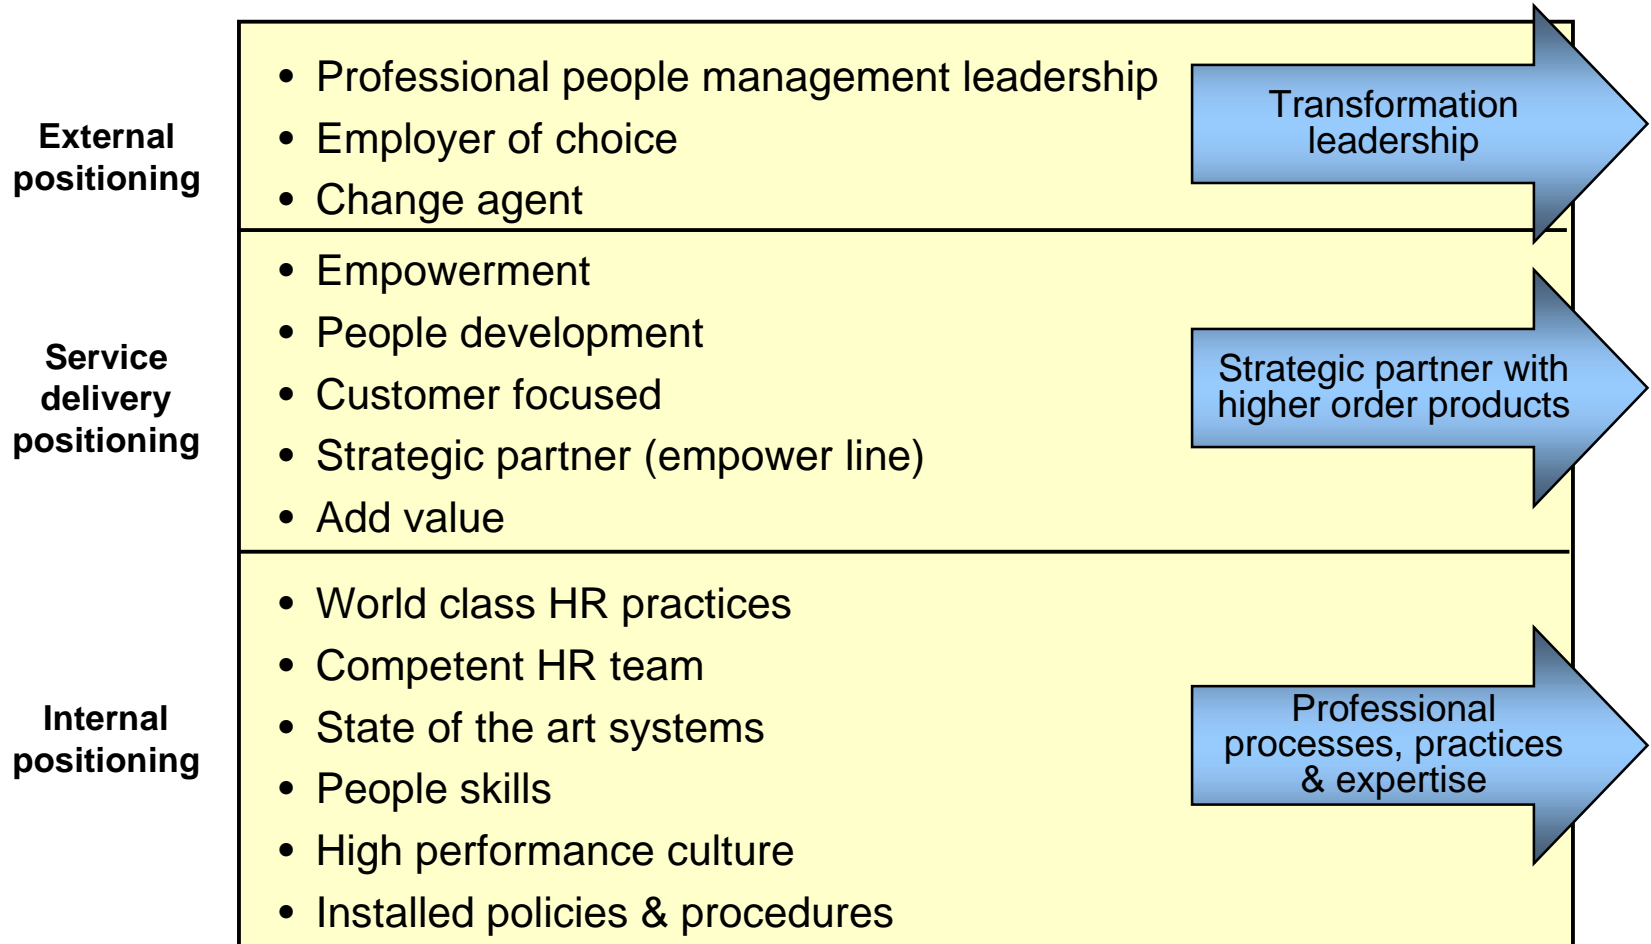 External
positioning
• Professional people management leadership
• Employer of choice
• Change agent
Transformation
leadership
Service
delivery
positioning
• Empowerment
• People development
• Customer focused
• Strategic partner (empower line)
• Add value
Strategic partner with
higher order products
Internal
positioning
• World class HR practices
• Competent HR team
• State of the art systems
• People skills
• High performance culture
• Installed policies & procedures
Professional
processes, practices
& expertise